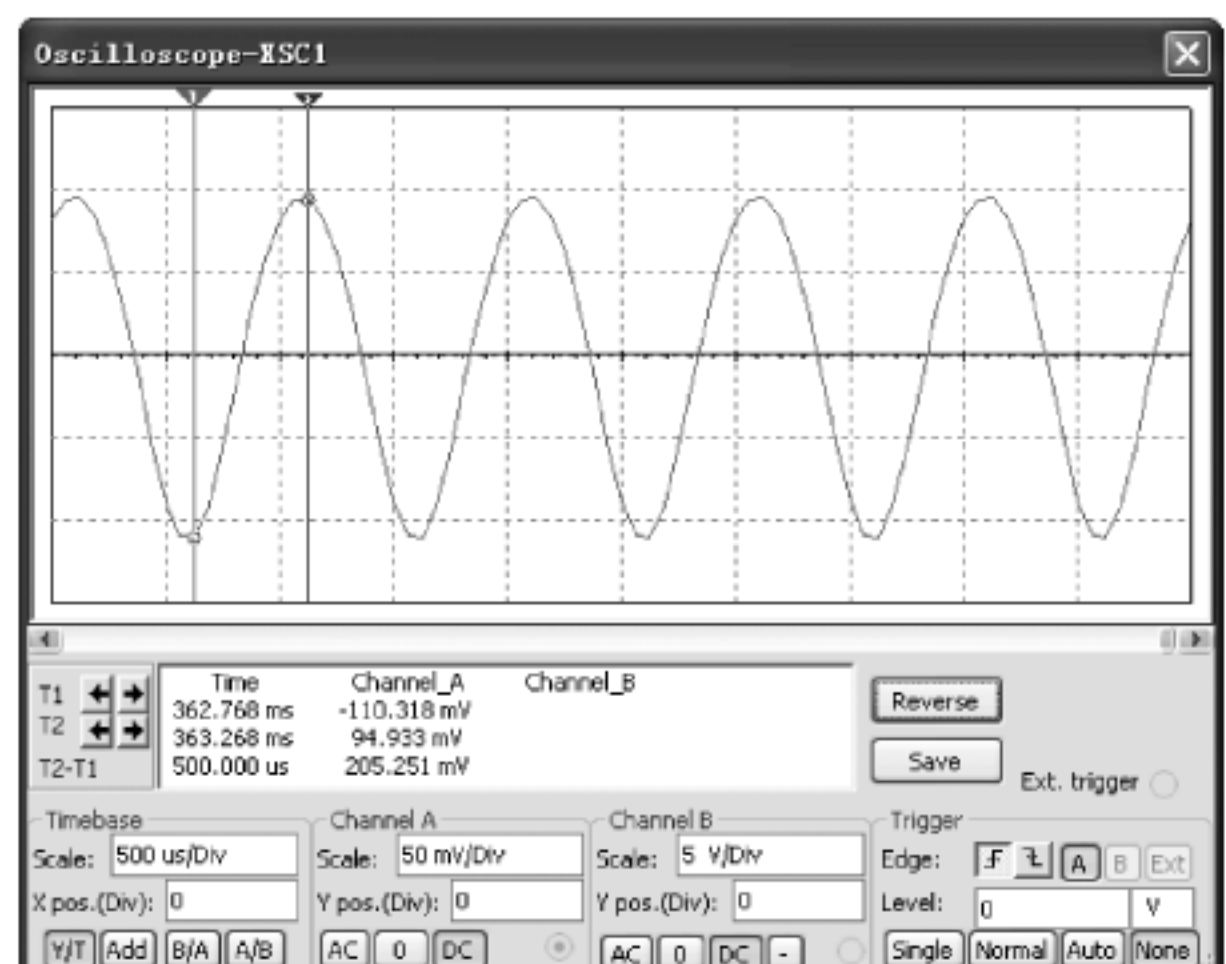 Oscilloscope-XSC1
1 2
Time Channel_A Channel_B
T1 362.768 ms -110.318 mV
T2 363.268 ms 94.933 mV
T2-T1 500.000 us 205.251 mV
Reverse
Save
Ext. trigger
Timebase Channel A Channel B Trigger
Scale: 500 us/Div Scale: 50 mV/Div Scale: 5 V/Div Edge: A B Ext
X pos.(Div): 0 Y pos.(Div): 0 Y pos.(Div): 0 Level: 0 V
Y/T Add B/A A/B AC 0 DC AC 0 DC - Single Normal Auto None